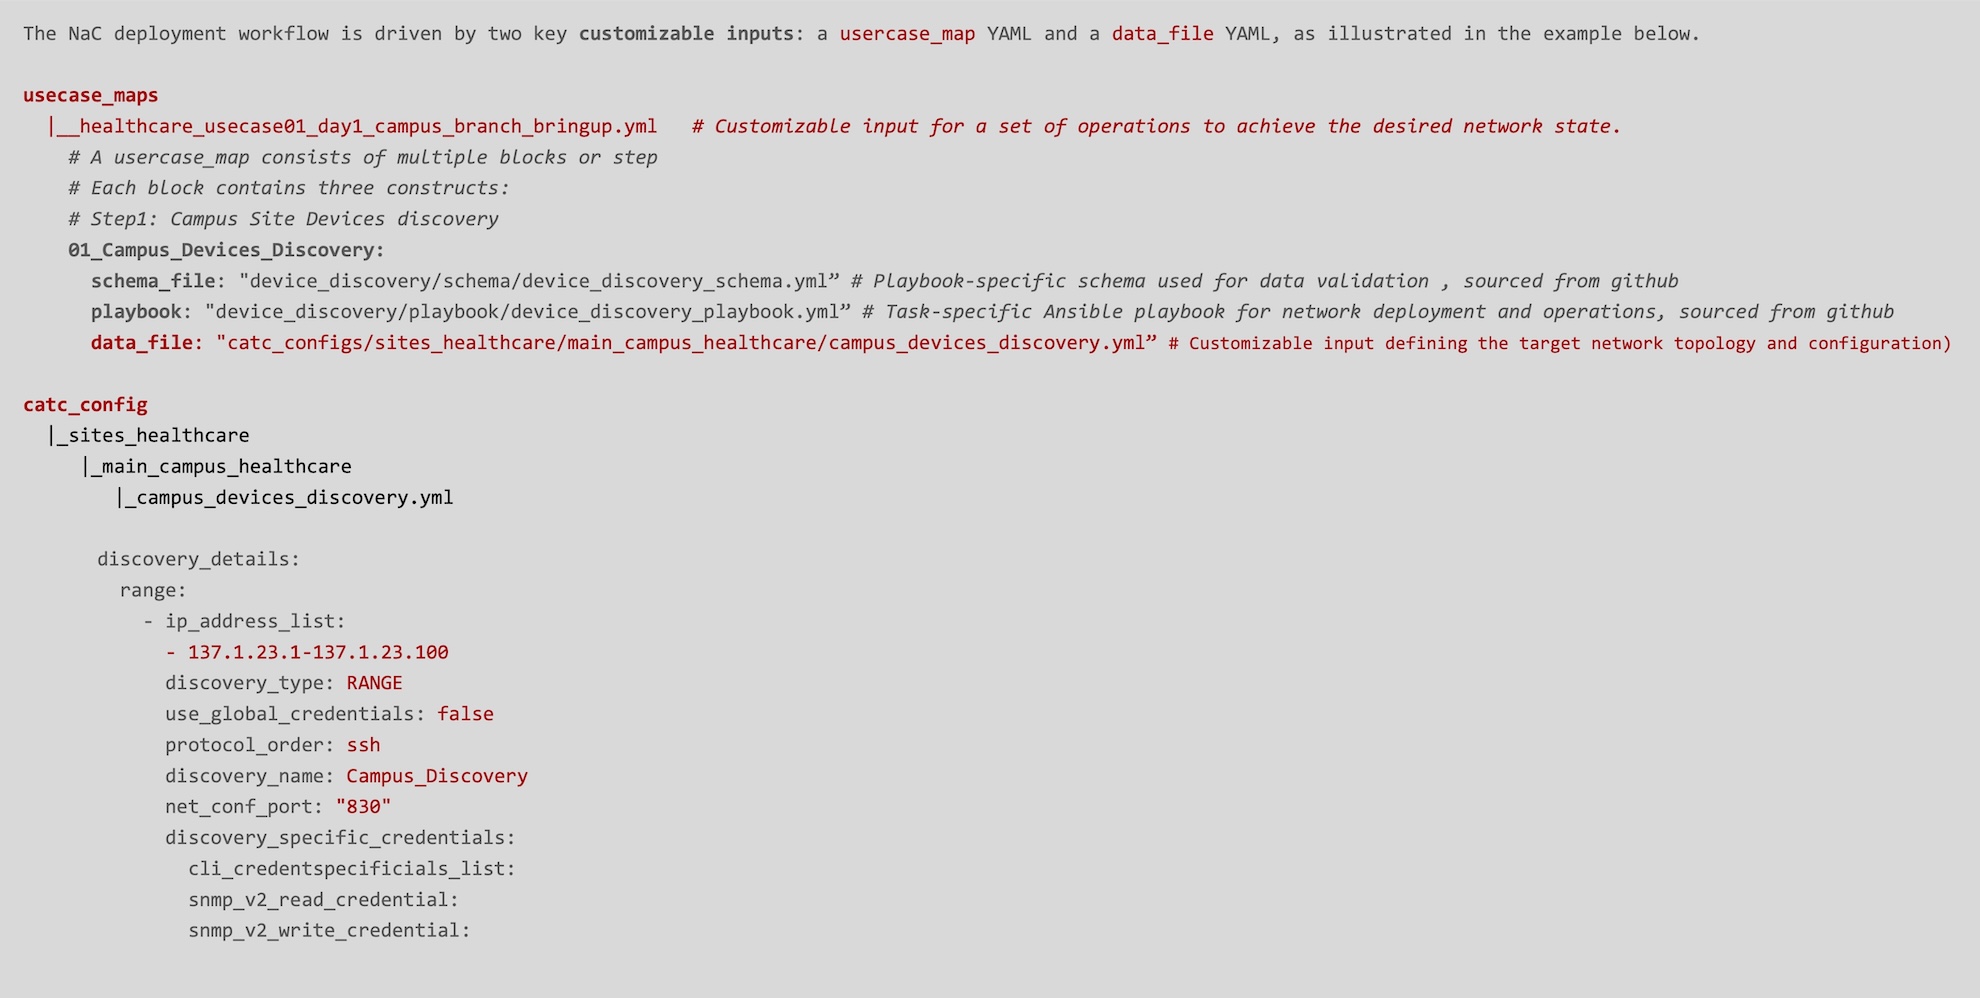 The NaC deployment workflow is driven by two key customizable inputs: a usercase_map YAML and a data_file YAML, as illustrated in the example below.
usecase_maps
|__healthcare_usecase01_day1_campus_branch_bringup.yml # Customizable input for a set of operations to achieve the desired network state.
# A usercase_map consists of multiple blocks or step
# Each block contains three constructs:
# Step1: Campus Site Devices discovery
01_Campus_Devices_Discovery:
schema_file: "device_discovery/schema/device_discovery_schema.yml” # Playbook-specific schema used for data validation , sourced from github
playbook: "device_discovery/playbook/device_discovery_playbook.yml” # Task-specific Ansible playbook for network deployment and operations, sourced from github
data_file: "catc_configs/sites_healthcare/main_campus_healthcare/campus_devices_discovery.yml” # Customizable input defining the target network topology and configuration)
catc_config
|_sites_healthcare
|_main_campus_healthcare
|_campus_devices_discovery.yml
discovery_details:
range:
- ip_address_list:
- 137.1.23.1-137.1.23.100
discovery_type: RANGE
use_global_credentials: false
protocol_order: ssh
discovery_name: Campus_Discovery
net_conf_port: "830"
discovery_specific_credentials:
cli_credentspecificials_list:
snmp_v2_read_credential:
snmp_v2_write_credential: